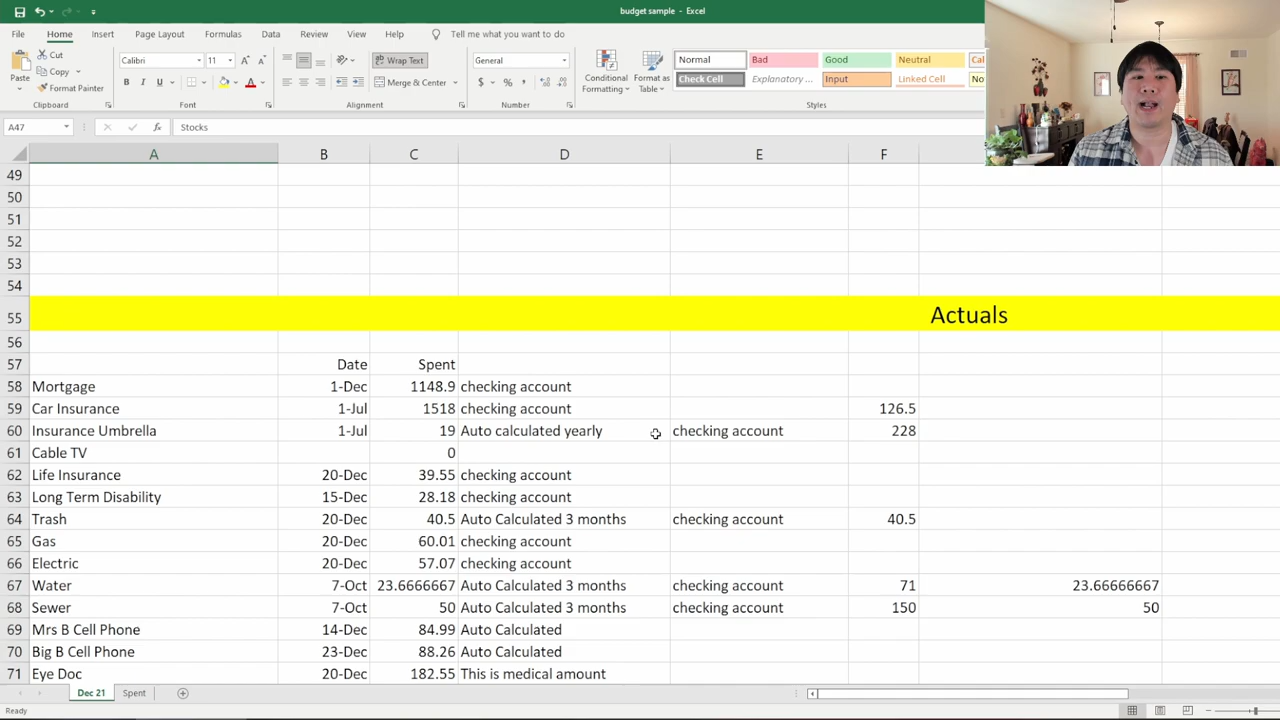 budget sample - Excel
File Home Insert Page Layout Formulas Data Review View Help Tell me what you want to do
Paste Cut Copy Format Painter
Calibri 11 Wrap Text General
B I U Merge & Center $ % ,
Conditional Formatting Format as Table
Normal Bad Good Neutral
Check Cell Explanatory ... Input Linked Cell
Clipboard Font Alignment Number Styles
A47 fx Stocks
A B C D E F
49
50
51
52
53
54
55 Actuals
56
57 Date Spent
58 Mortgage 1-Dec 1148.9 checking account
59 Car Insurance 1-Jul 1518 checking account 126.5
60 Insurance Umbrella 1-Jul 19 Auto calculated yearly checking account 228
61 Cable TV 0
62 Life Insurance 20-Dec 39.55 checking account
63 Long Term Disability 15-Dec 28.18 checking account
64 Trash 20-Dec 40.5 Auto Calculated 3 months checking account 40.5
65 Gas 20-Dec 60.01 checking account
66 Electric 20-Dec 57.07 checking account
67 Water 7-Oct 23.6666667 Auto Calculated 3 months checking account 71 23.66666667
68 Sewer 7-Oct 50 Auto Calculated 3 months checking account 150 50
69 Mrs B Cell Phone 14-Dec 84.99 Auto Calculated
70 Big B Cell Phone 23-Dec 88.26 Auto Calculated
71 Eye Doc 20-Dec 182.55 This is medical amount
Dec 21 Spent
Ready